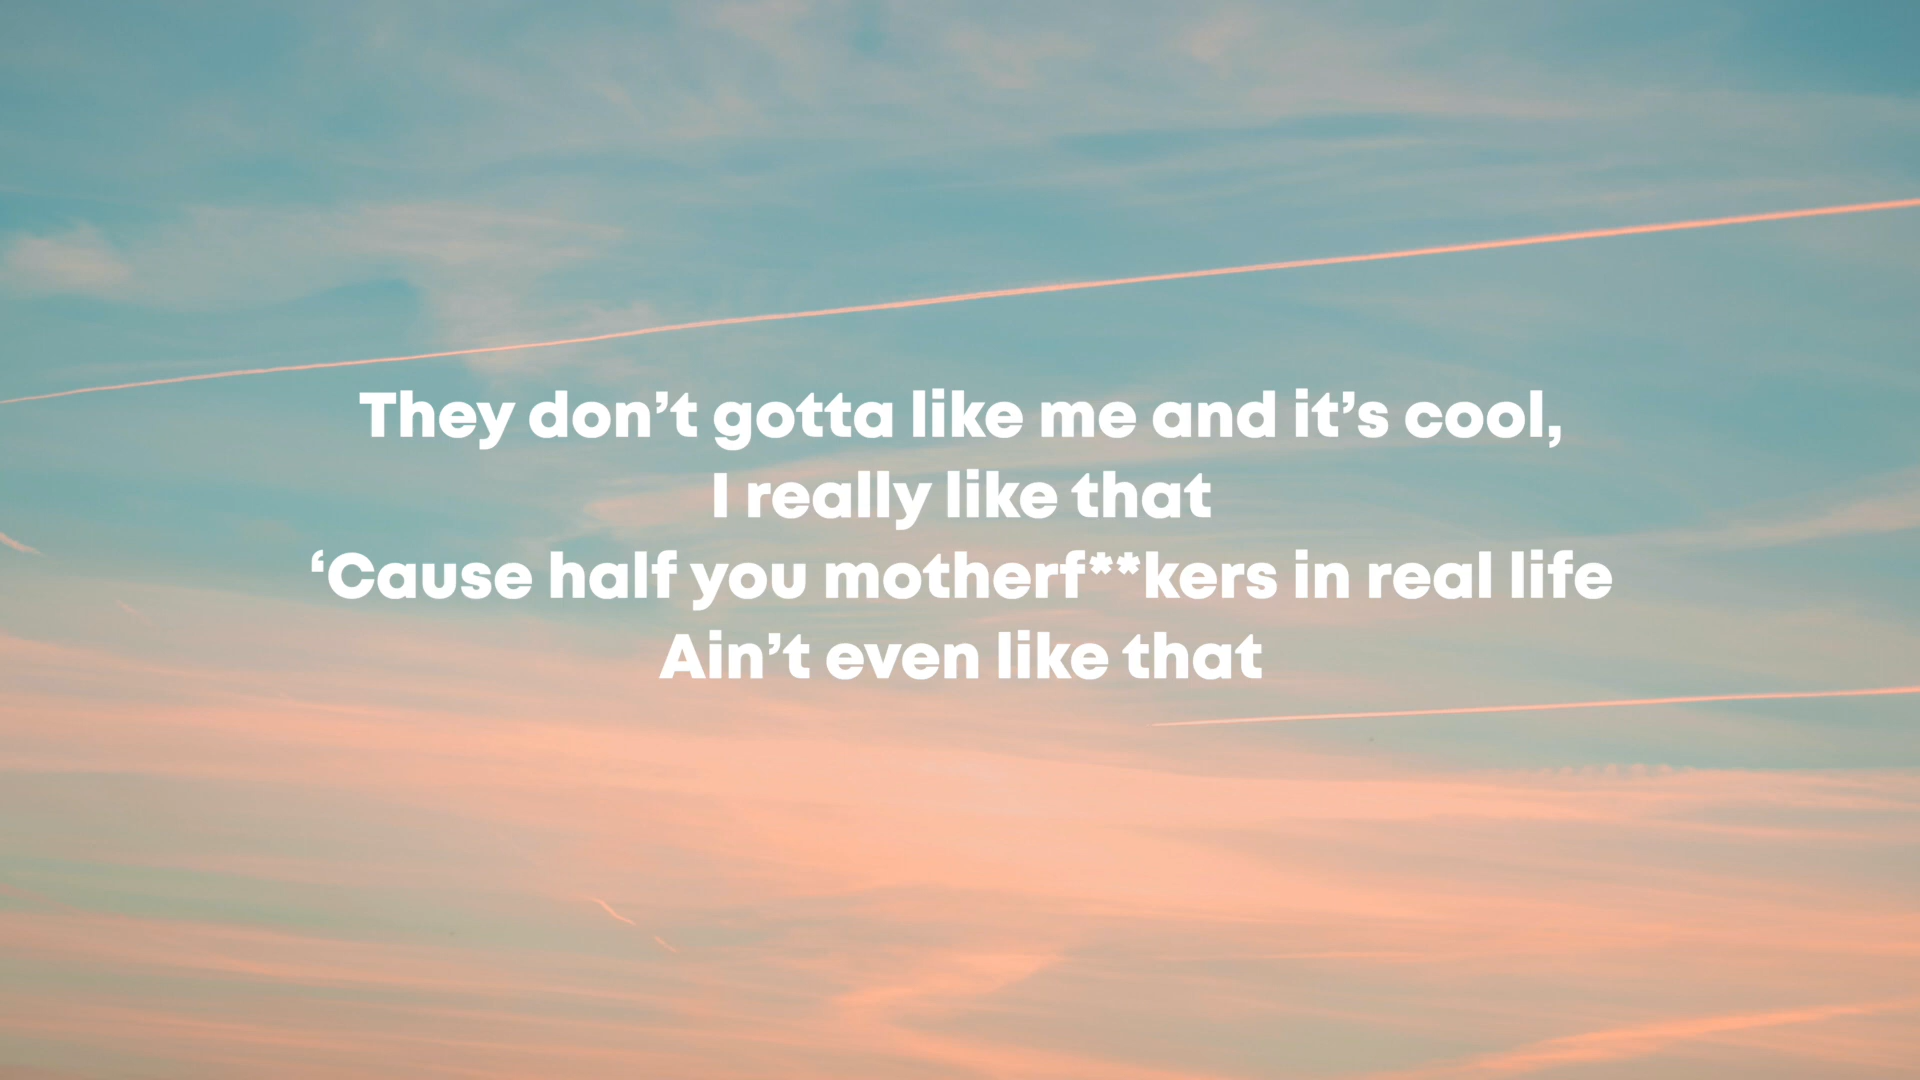 They don’t gotta like me and it’s cool,
I really like that
‘Cause half you motherf**kers in real life
Ain’t even like that